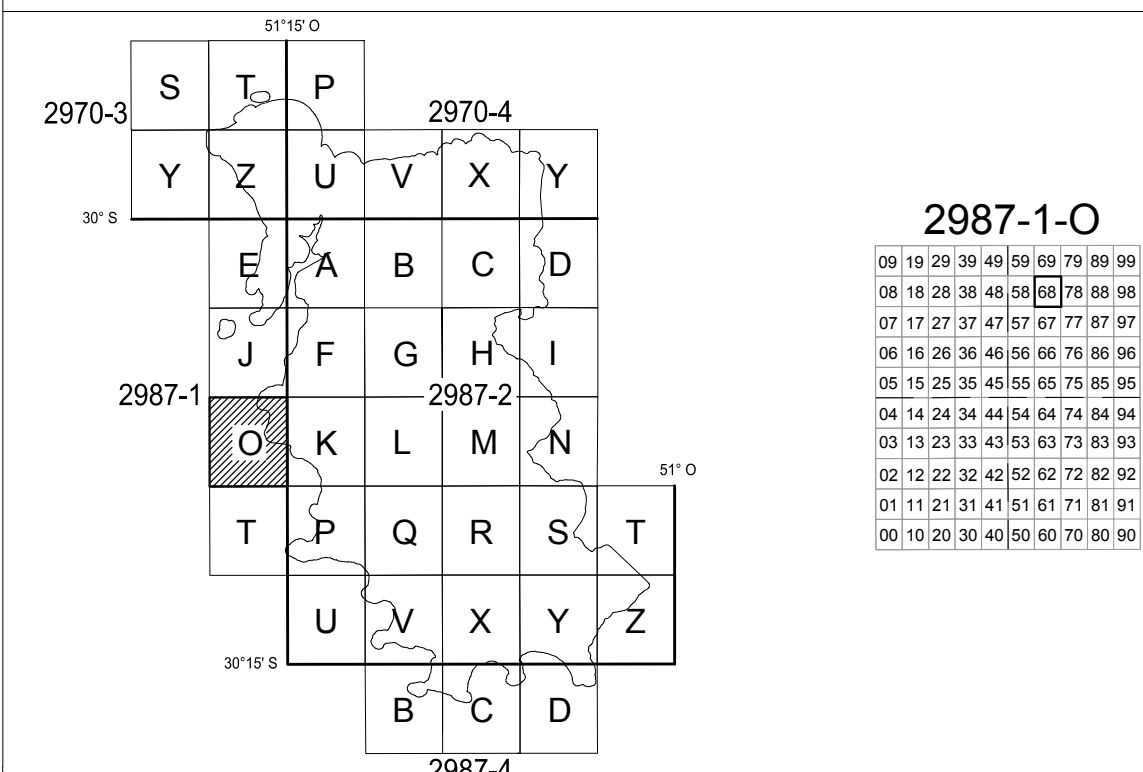 51°15' O
S T P
2970-3 2970-4
Y Z U V X Y
30° S
E A B C D
J F G H I
2987-1 2987-2
O K L M N
51° O
T P Q R S T
U V X Y Z
30°15' S
B C D
2987-4
2987-1-O
09 19 29 39 49 59 69 79 89 99
08 18 28 38 48 58 68 78 88 98
07 17 27 37 47 57 67 77 87 97
06 16 26 36 46 56 66 76 86 96
05 15 25 35 45 55 65 75 85 95
04 14 24 34 44 54 64 74 84 94
03 13 23 33 43 53 63 73 83 93
02 12 22 32 42 52 62 72 82 92
01 11 21 31 41 51 61 71 81 91
00 10 20 30 40 50 60 70 80 90